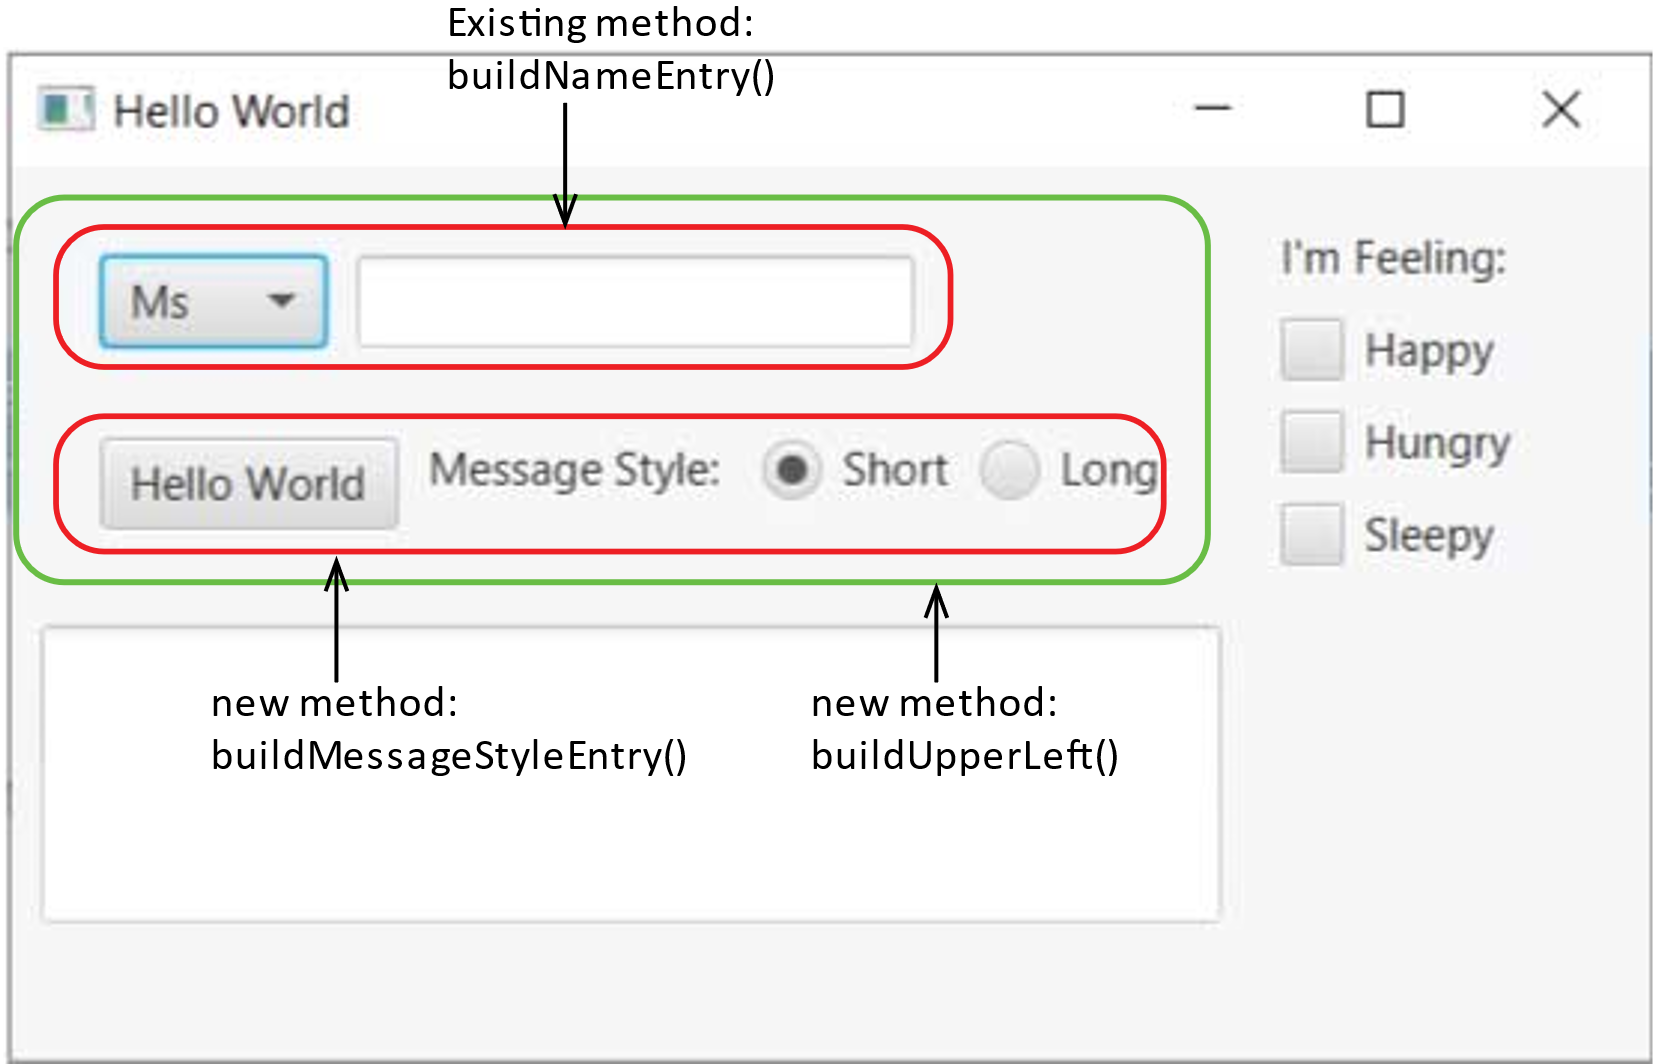 Existing method:
buildNameEntry()
Hello World
Ms
I'm Feeling:
Happy
Hello World Message Style: Short Long
Hungry
Sleepy
new method:
buildMessageStyleEntry()
new method:
buildUpperLeft()